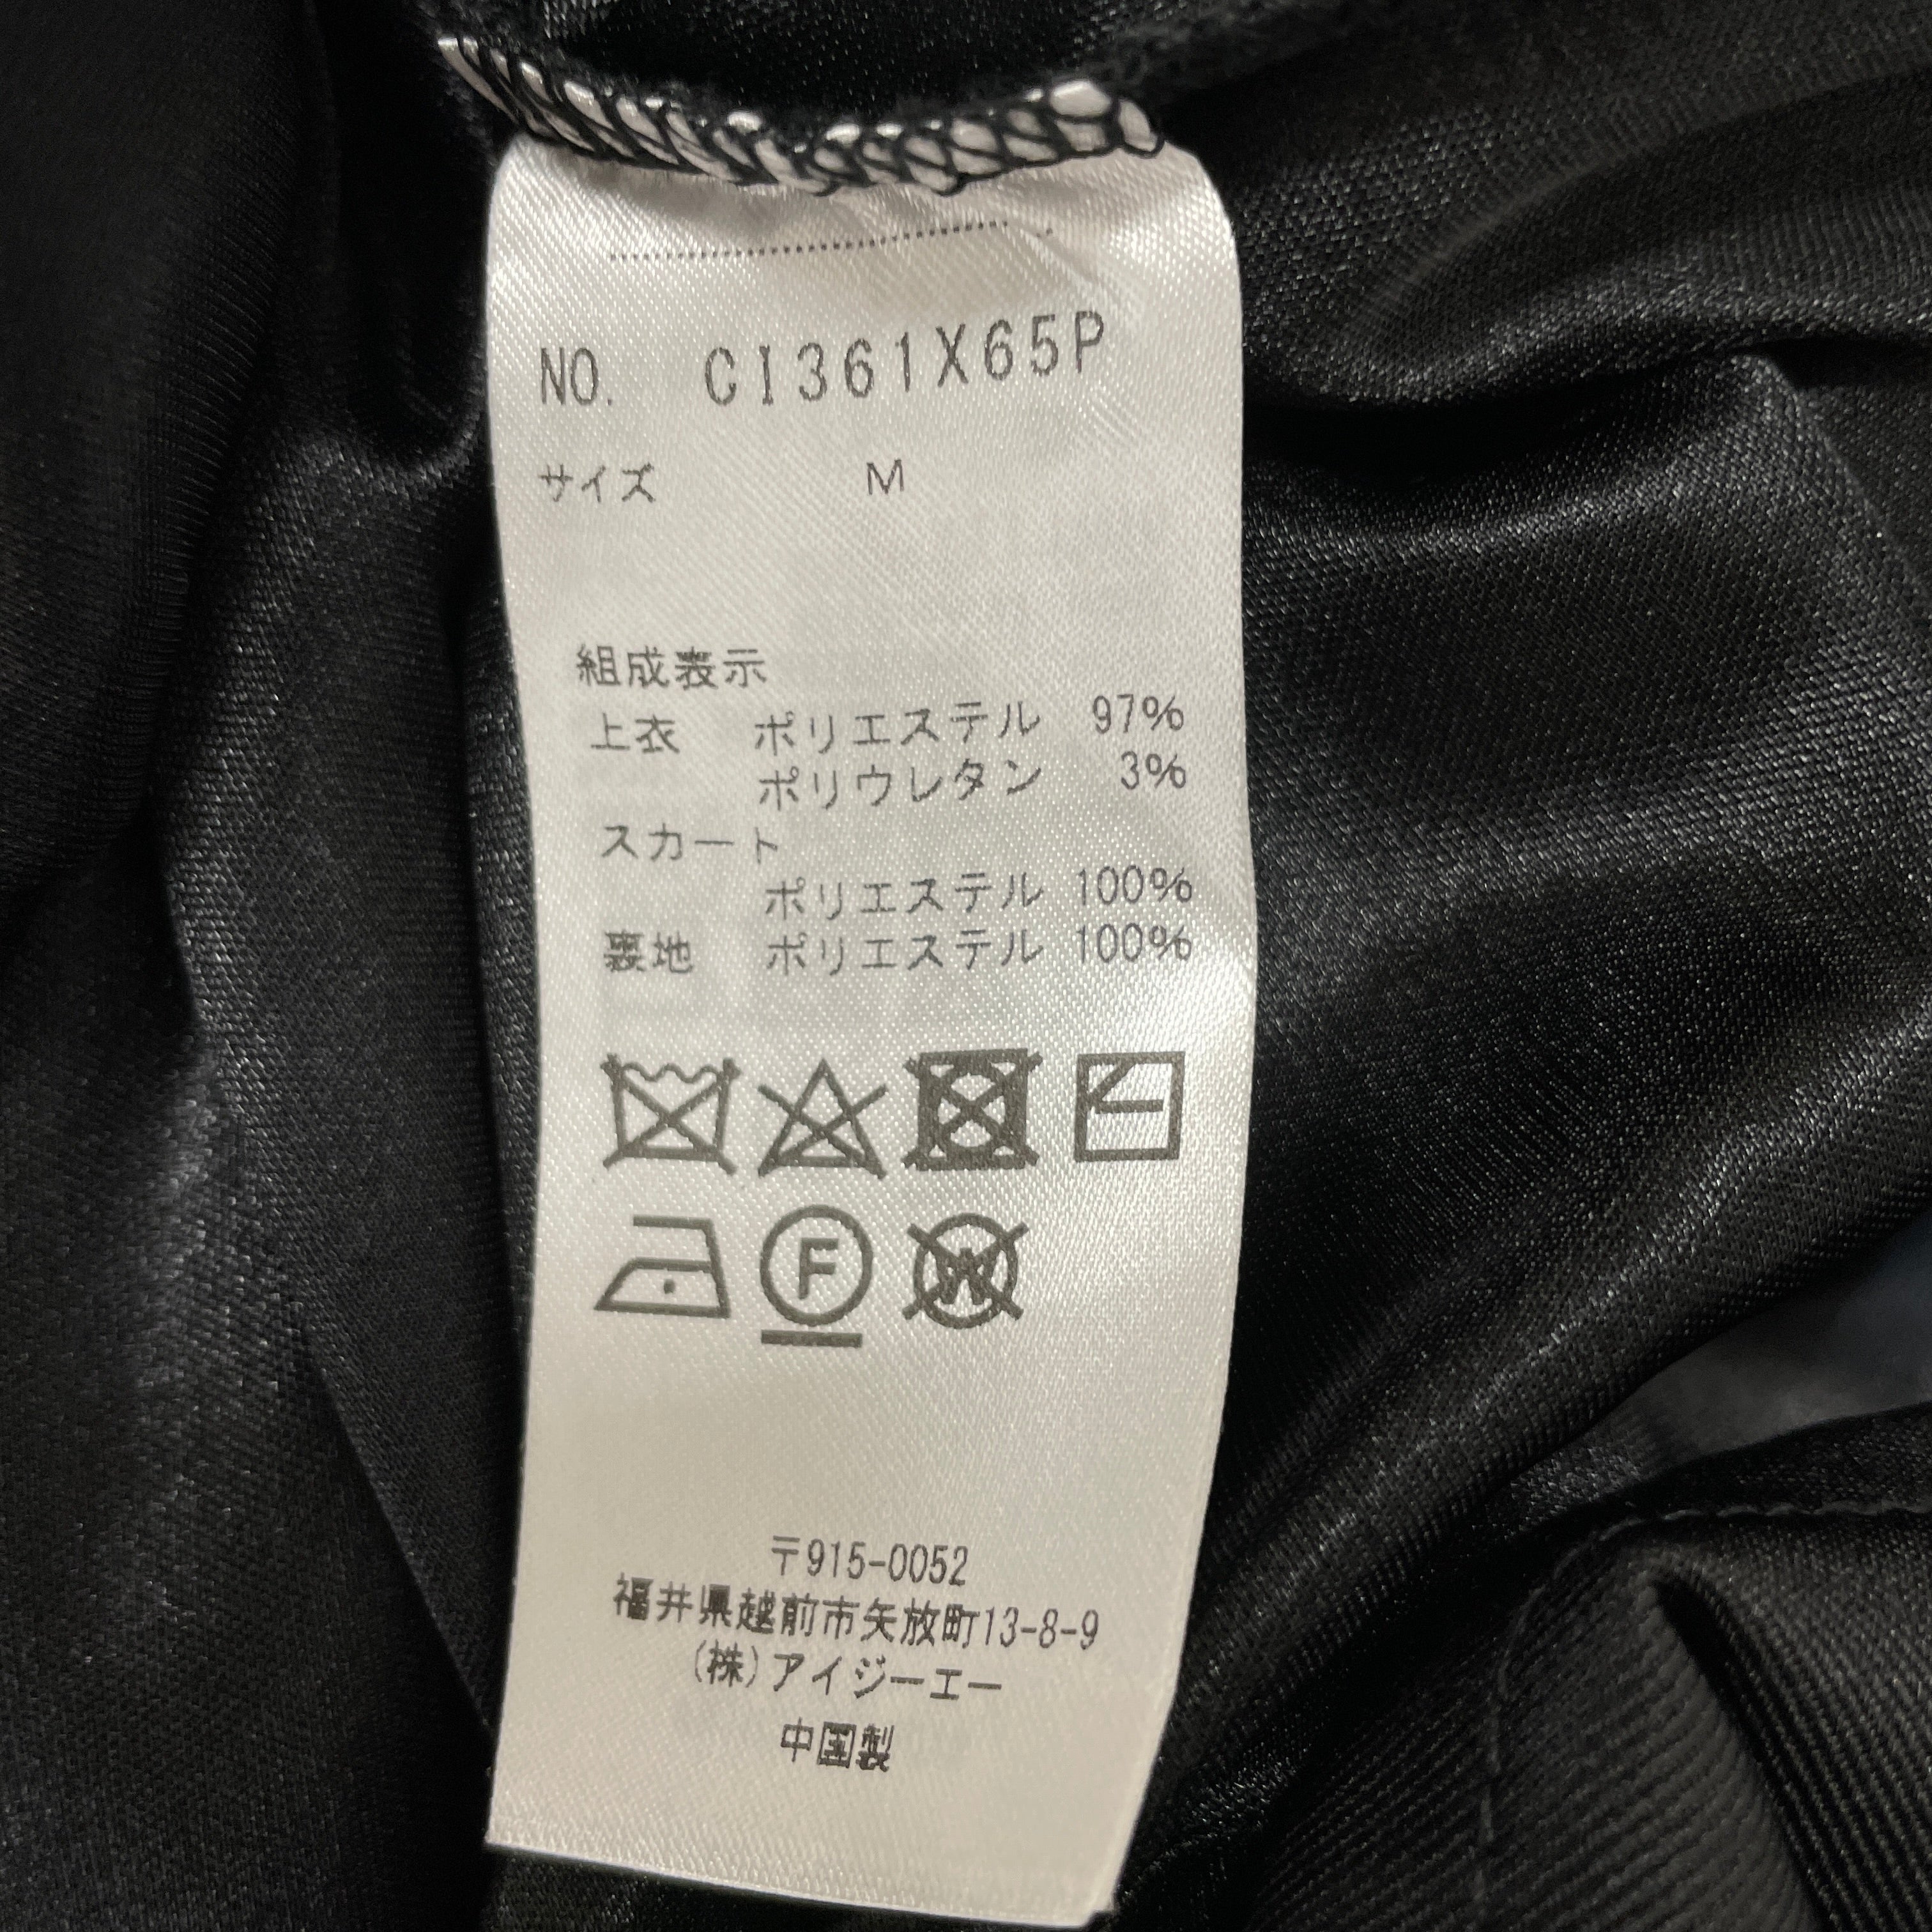 NO. CI361X65P
サイズ M
組成表示
上衣 ポリエステル 97%
ポリウレタン 3%
スカート
ポリエステル 100%
裏地 ポリエステル 100%
F
W
〒915-0052
福井県越前市矢放町13-8-9
(株)アイジーエー
中国製